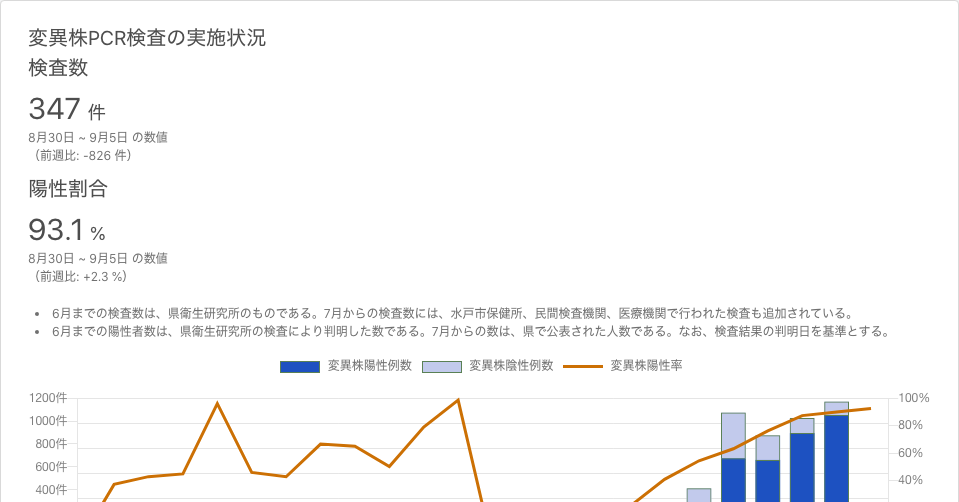 変異株PCR検査の実施状況
検査数
347 件
8月30日 ~ 9月5日 の数値
（前週比: -826 件）
陽性割合
93.1 %
8月30日 ~ 9月5日 の数値
（前週比: +2.3 %）
• 6月までの検査数は、県衛生研究所のものである。7月からの検査数には、水戸市保健所、民間検査機関、医療機関で行われた検査も追加されている。
• 6月までの陽性者数は、県衛生研究所の検査により判明した数である。7月からの数は、県で公表された人数である。なお、検査結果の判明日を基準とする。
変異株陽性例数 変異株陰性例数 変異株陽性率
1200件 100%
1000件 80%
800件
600件 60%
400件 40%